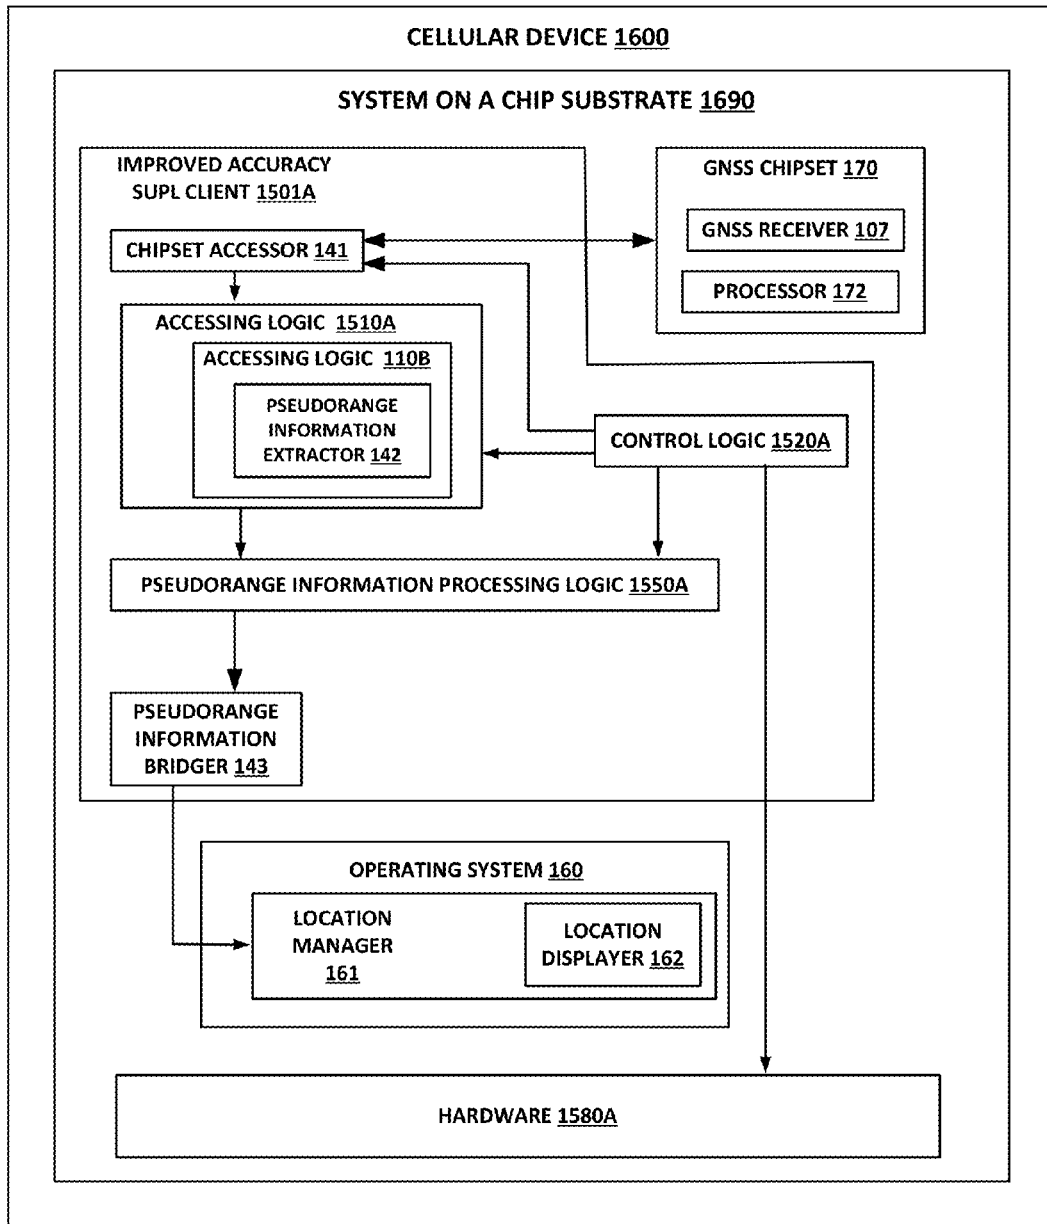 CELLULAR DEVICE 1600
SYSTEM ON A CHIP SUBSTRATE 1690
IMPROVED ACCURACY
SUPL CLIENT 1501A
GNSS CHIPSET 170
GNSS RECEIVER 107
PROCESSOR 172
CHIPSET ACCESSOR 141
ACCESSING LOGIC 1510A
ACCESSING LOGIC 110B
PSEUDORANGE
INFORMATION
EXTRACTOR 142
CONTROL LOGIC 1520A
PSEUDORANGE INFORMATION PROCESSING LOGIC 1550A
PSEUDORANGE
INFORMATION
BRIDGER 143
OPERATING SYSTEM 160
LOCATION
MANAGER
161
LOCATION
DISPLAYER 162
HARDWARE 1580A